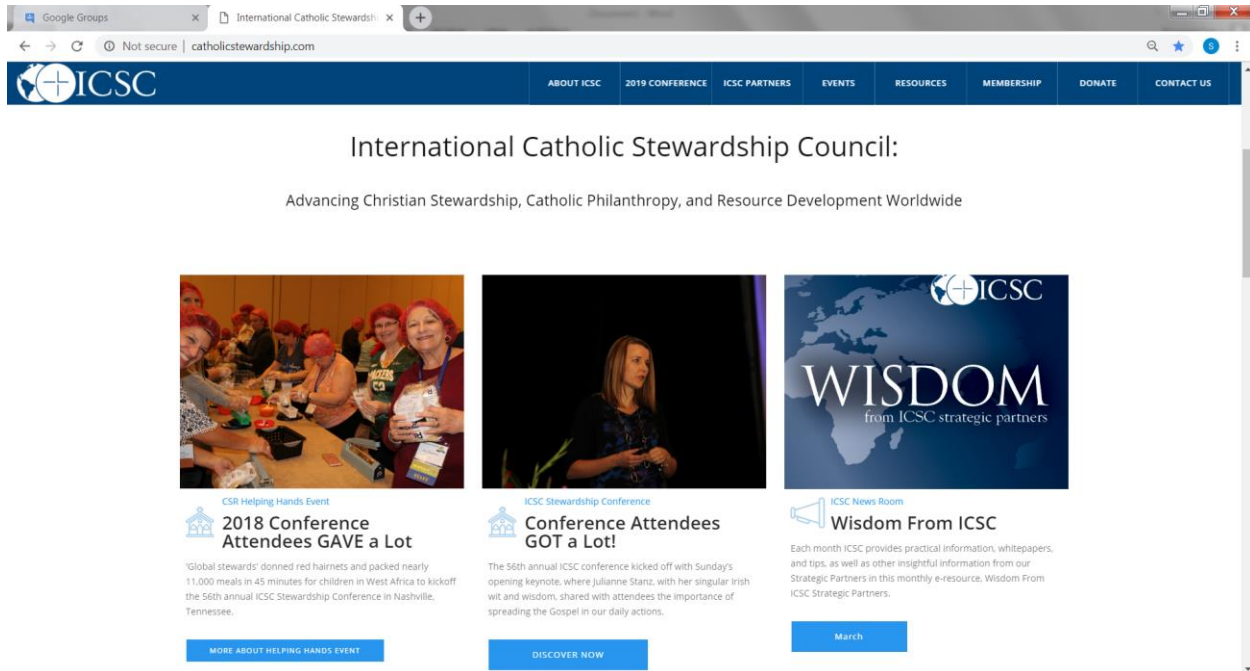 Google Groups
International Catholic Stewardshi
Not secure | catholicstewardship.com
S
ICSC
ABOUT ICSC
2019 CONFERENCE
ICSC PARTNERS
EVENTS
RESOURCES
MEMBERSHIP
DONATE
CONTACT US
International Catholic Stewardship Council:
Advancing Christian Stewardship, Catholic Philanthropy, and Resource Development Worldwide
PACKERS
CSR Helping Hands Event
2018 Conference
Attendees GAVE a Lot
'Global stewards' donned red hairnets and packed nearly
11,000 meals in 45 minutes for children in West Africa to kickoff
the 56th annual ICSC Stewardship Conference in Nashville,
Tennessee.
MORE ABOUT HELPING HANDS EVENT
ICSC Stewardship Conference
Conference Attendees
GOT a Lot!
The 56th annual ICSC conference kicked off with Sunday's
opening keynote, where Julianne Stanz, with her singular Irish
wit and wisdom, shared with attendees the importance of
spreading the Gospel in our daily actions.
DISCOVER NOW
ICSC
WISDOM
from ICSC strategic partners
ICSC News Room
Wisdom From ICSC
Each month ICSC provides practical information, whitepapers,
and tips, as well as other insightful information from our
Strategic Partners in this monthly e-resource, Wisdom From
ICSC Strategic Partners.
March